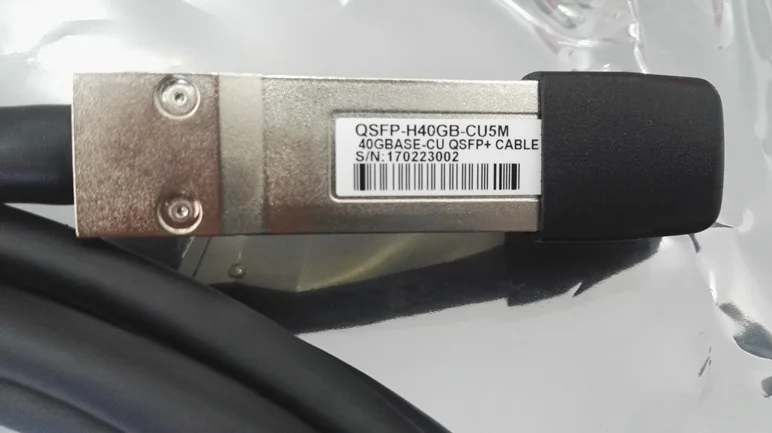 QSFP-H40GB-CU5M
40GBASE-CU QSFP+ CABLE
S/N:170223002